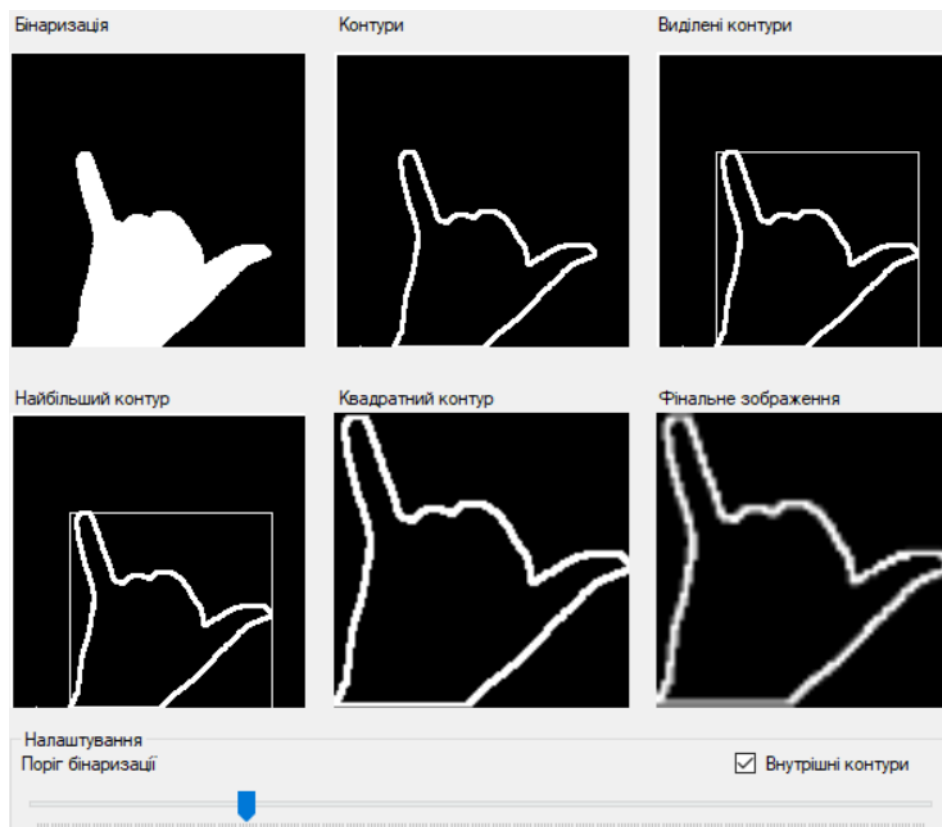 Бінаризація
Контури
Виділені контури
Найбільший контур
Квадратний контур
Фінальне зображення
Налаштування
Поріг бінаризації
Внутрішні контури